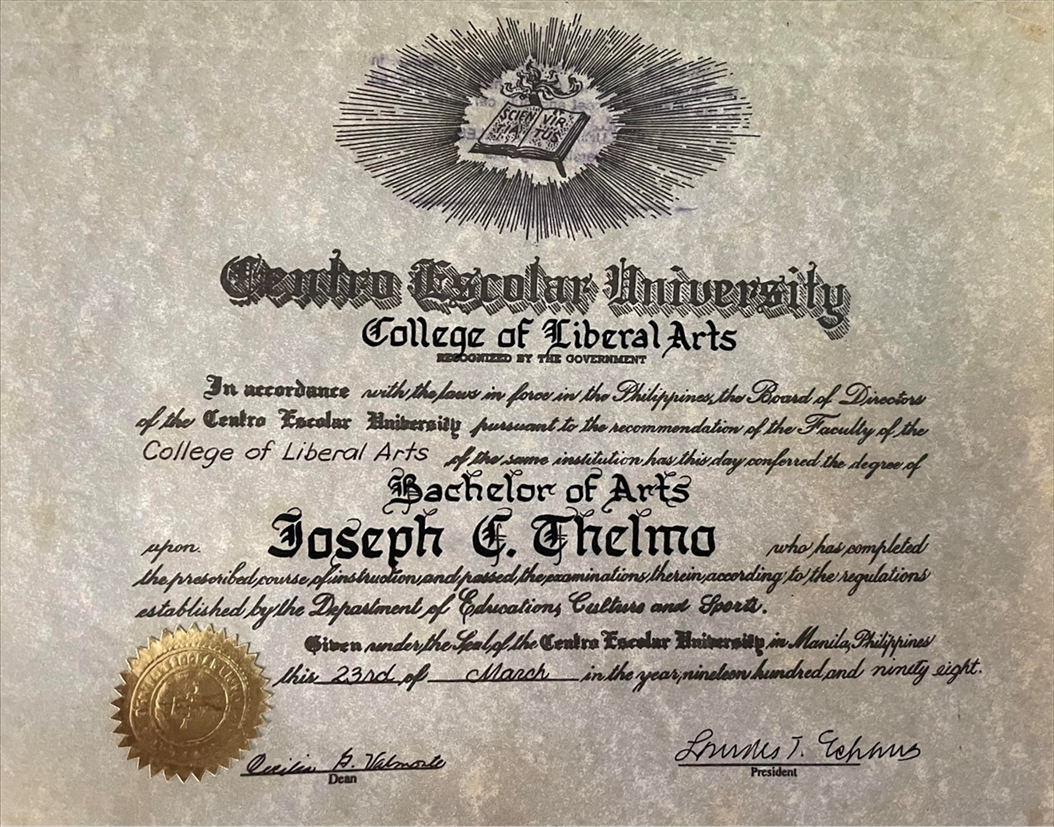 SCIEN VIR
TIA TUS
Centro Escolar University
College of Liberal Arts
RECOGNIZED BY THE GOVERNMENT
In accordance with the laws in force in the Philippines, the Board of Directors
of the Centro Escolar University pursuant to the recommendation of the Faculty of the
College of Liberal Arts of the same institution has this day conferred the degree of
Bachelor of Arts
upon Joseph C. Thelmo who has completed
the prescribed course of instruction and passed the examinations therein according to the regulations
established by the Department of Education, Culture and Sports.
Given under the Seal of the Centro Escolar University in Manila, Philippines
this 23rd of March in the year nineteen hundred and ninety eight.
Cecilia G. Valmonte
Dean
Lourdes T. Echauz
President